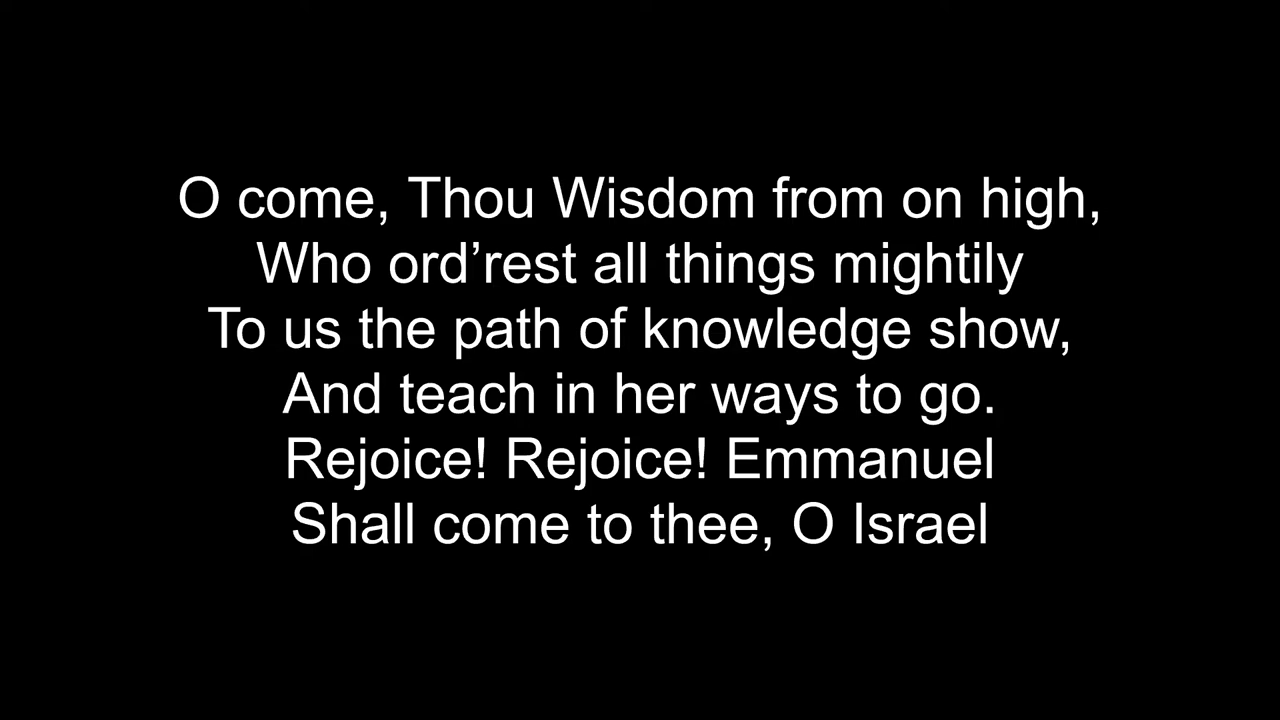 O come, Thou Wisdom from on high,
Who ord’rest all things mightily
To us the path of knowledge show,
And teach in her ways to go.
Rejoice! Rejoice! Emmanuel
Shall come to thee, O Israel